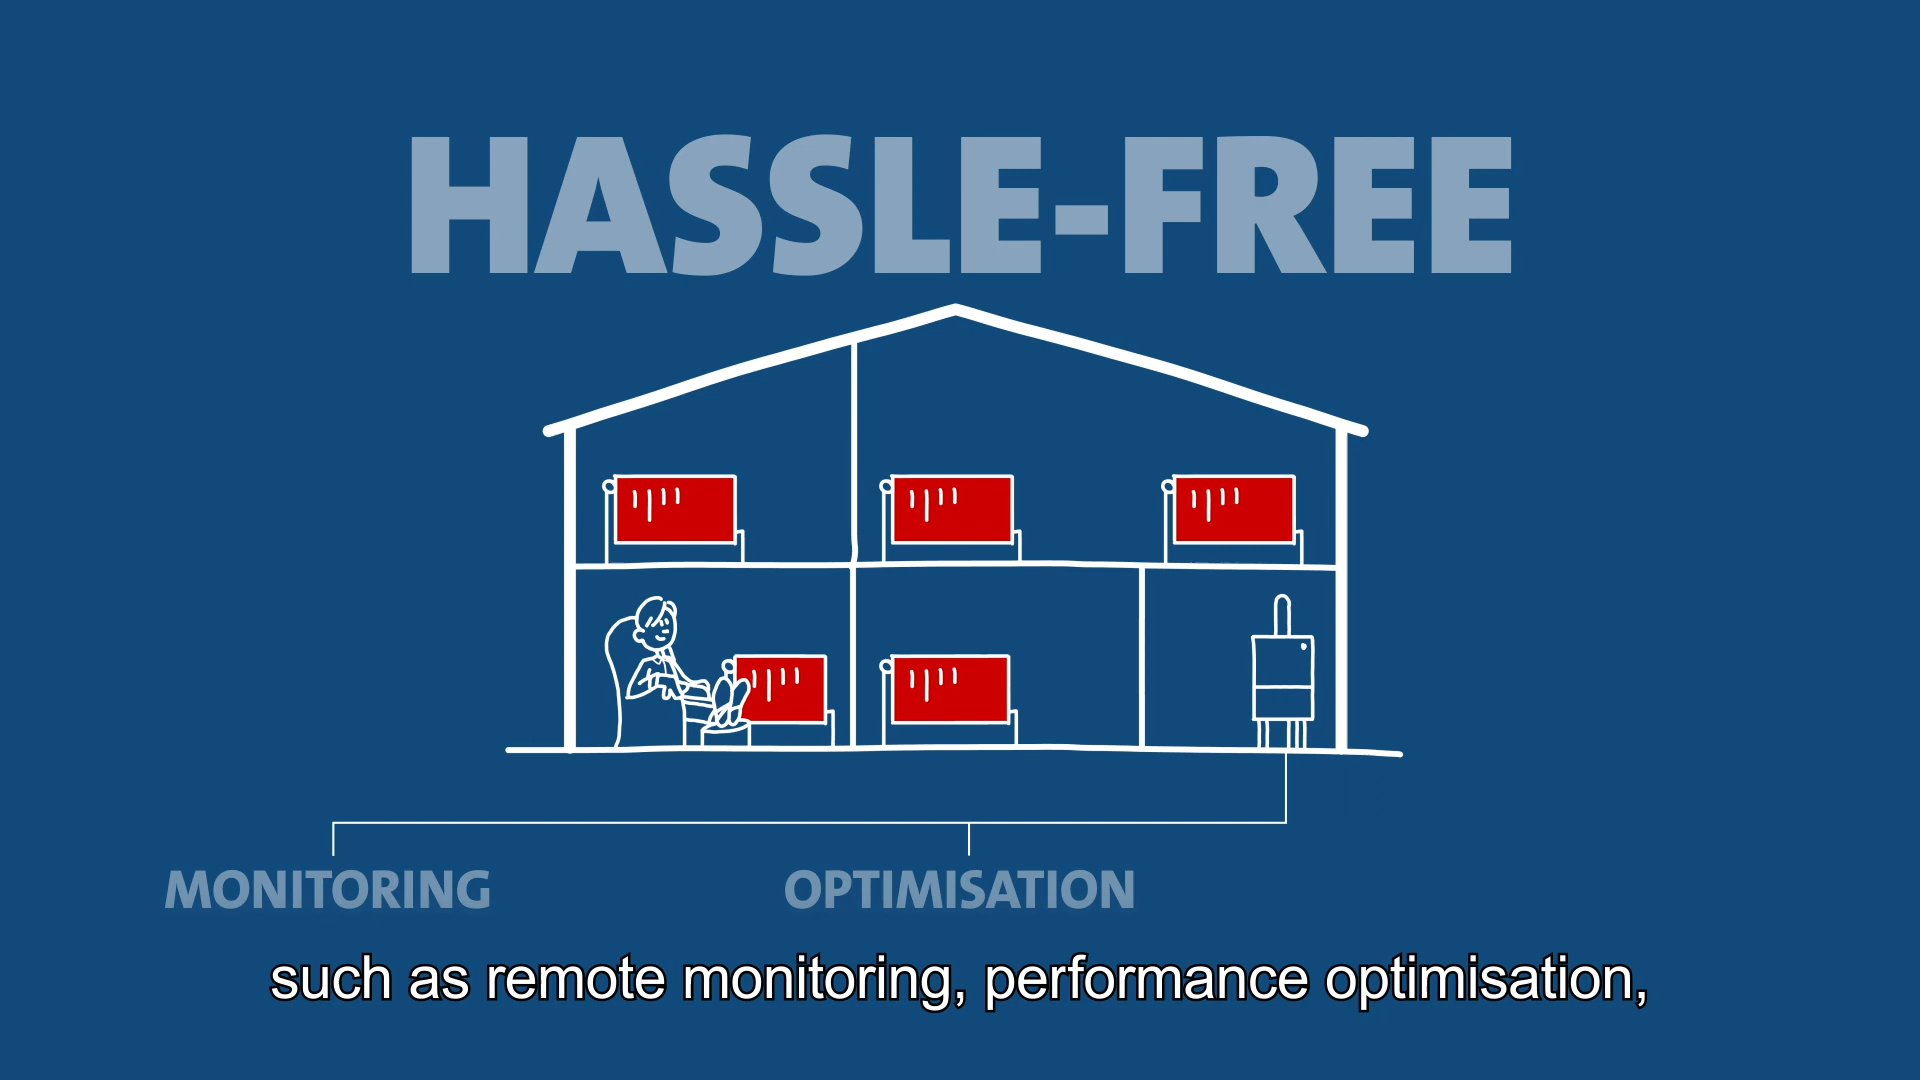 HASSLE-FREE
MONITORING OPTIMISATION
such as remote monitoring, performance optimisation,